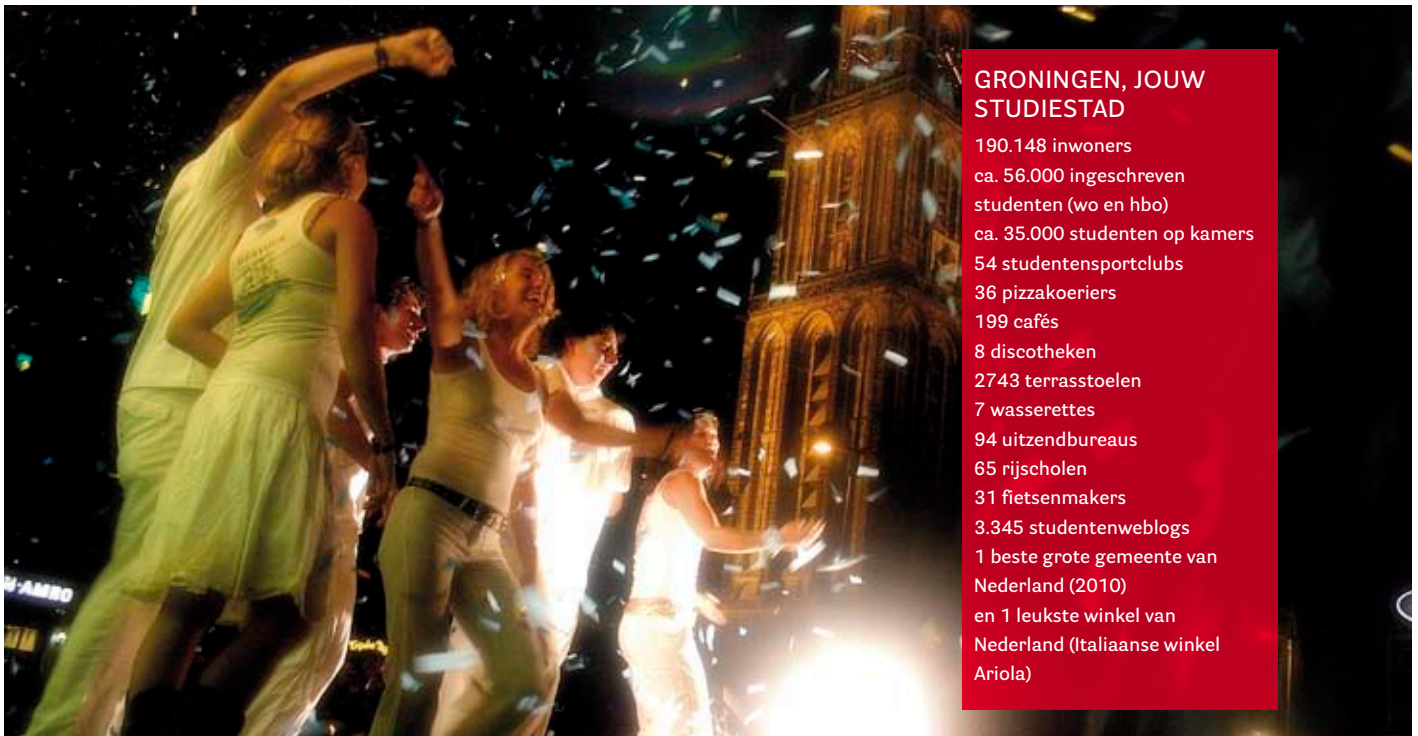 GRONINGEN, JOUW
STUDIESTAD
190.148 inwoners
ca. 56.000 ingeschreven
studenten (wo en hbo)
ca. 35.000 studenten op kamers
54 studentensportclubs
36 pizzakoeriers
199 cafés
8 discotheken
2743 terrasstoelen
7 wasserettes
94 uitzendbureaus
65 rijscholen
31 fietsenmakers
3.345 studentenweblogs
1 beste grote gemeente van
Nederland (2010)
en 1 leukste winkel van
Nederland (Italiaanse winkel
Ariola)